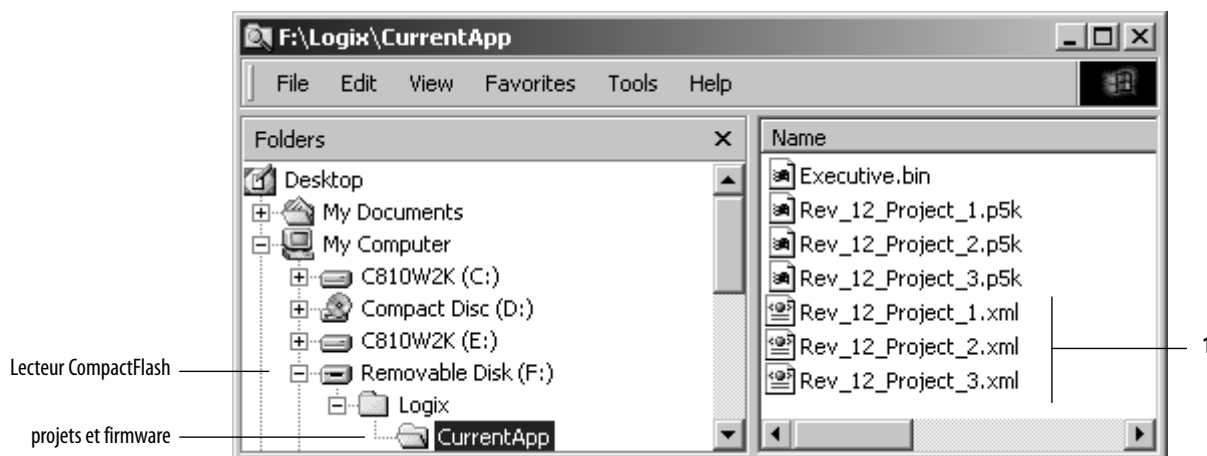 F:\Logix\CurrentApp
File Edit View Favorites Tools Help
Folders
Desktop
My Documents
My Computer
C810W2K (C:)
Compact Disc (D:)
C810W2K (E:)
Lecteur CompactFlash
Removable Disk (F:)
Logix
projets et firmware
CurrentApp
Name
Executive.bin
Rev_12_Project_1.p5k
Rev_12_Project_2.p5k
Rev_12_Project_3.p5k
Rev_12_Project_1.xml
Rev_12_Project_2.xml
Rev_12_Project_3.xml
1